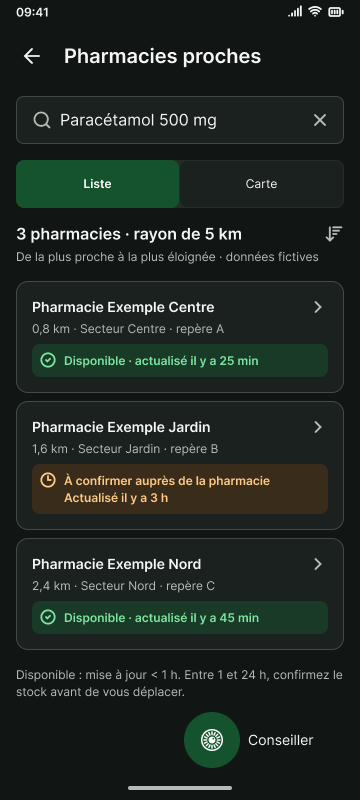 09:41
Pharmacies proches
Paracétamol 500 mg
Liste
Carte
3 pharmacies · rayon de 5 km
De la plus proche à la plus éloignée · données fictives
Pharmacie Exemple Centre
0,8 km · Secteur Centre · repère A
Disponible · actualisé il y a 25 min
Pharmacie Exemple Jardin
1,6 km · Secteur Jardin · repère B
À confirmer auprès de la pharmacie
Actualisé il y a 3 h
Pharmacie Exemple Nord
2,4 km · Secteur Nord · repère C
Disponible · actualisé il y a 45 min
Disponible : mise à jour < 1 h. Entre 1 et 24 h, confirmez le
stock avant de vous déplacer.
Conseiller